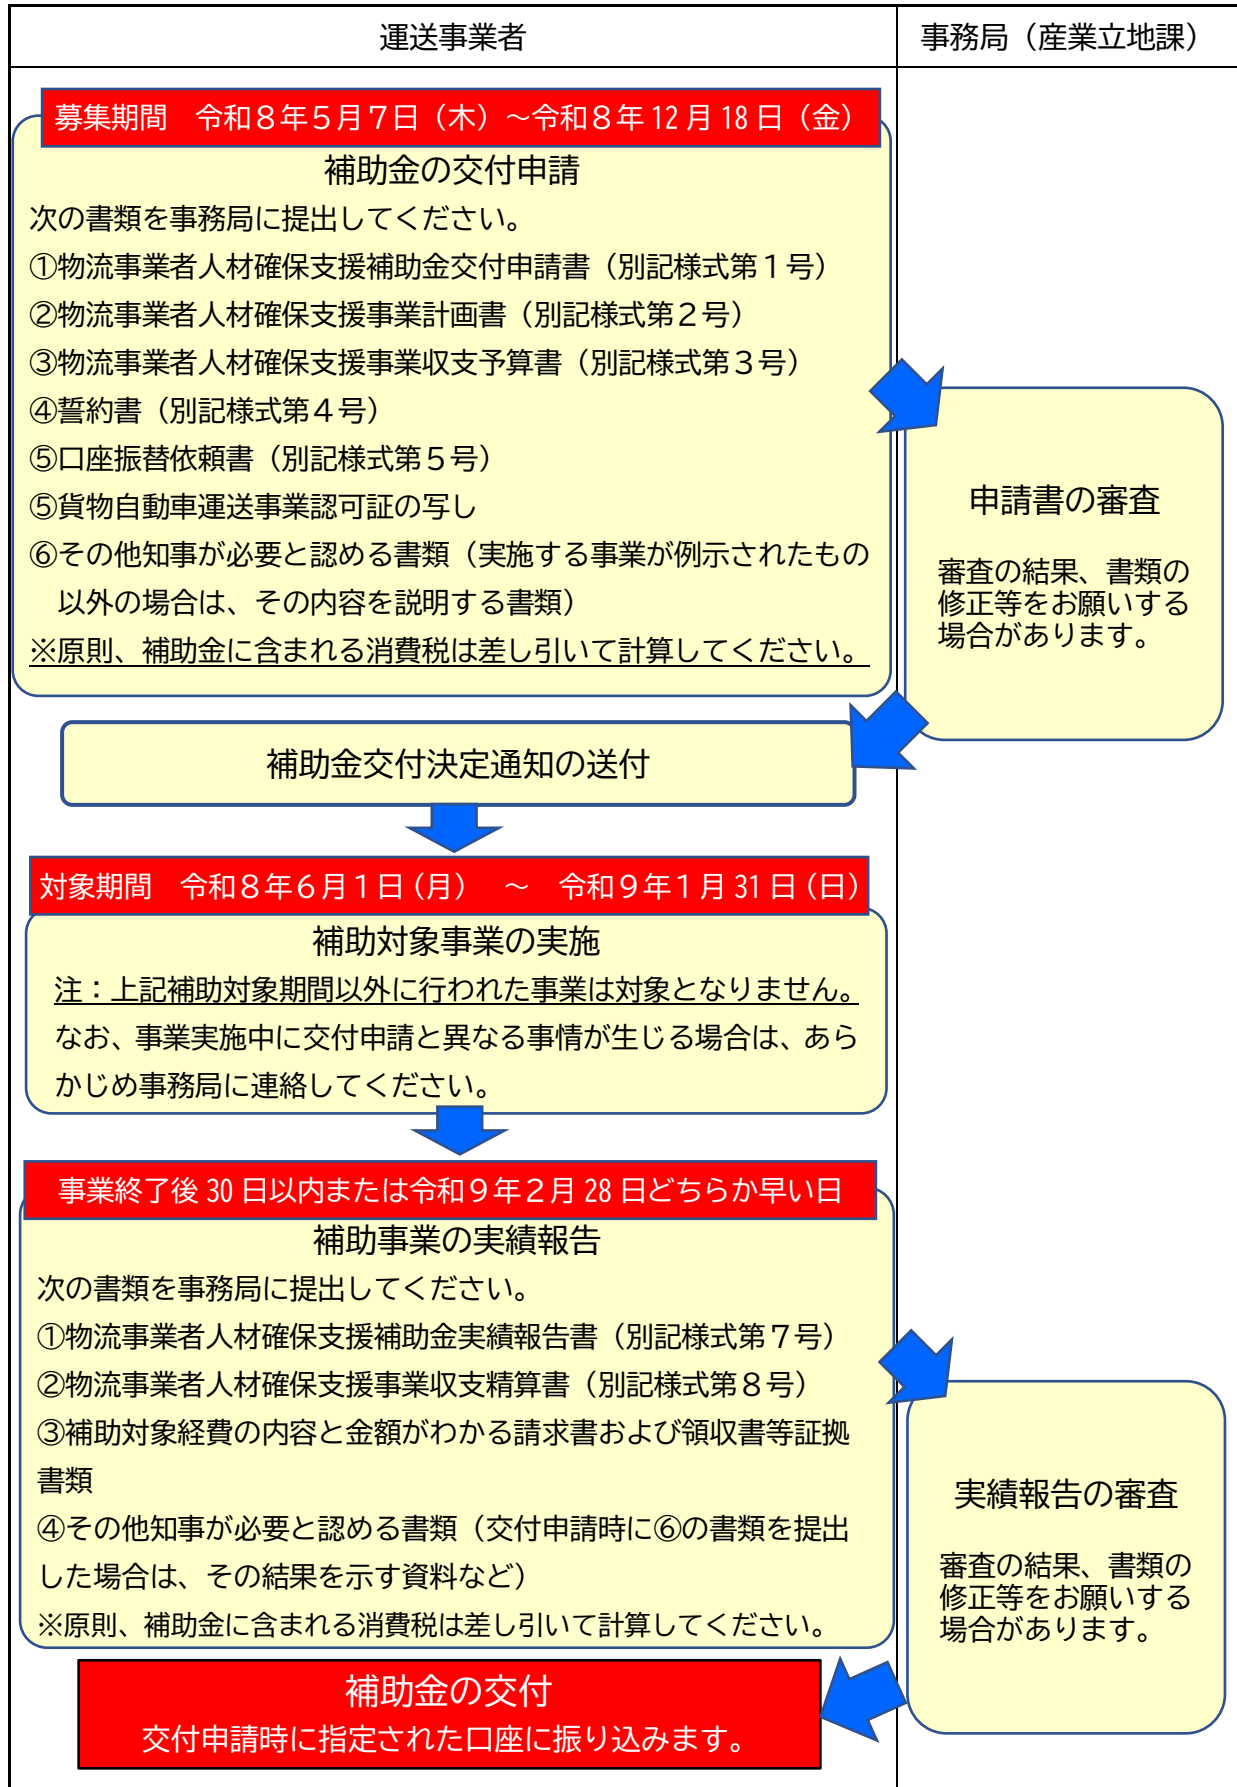 運送事業者
事務局（産業立地課）
募集期間　令和８年５月７日（木）～令和８年12月18日（金）
補助金の交付申請
次の書類を事務局に提出してください。
①物流事業者人材確保支援補助金交付申請書（別記様式第１号）
②物流事業者人材確保支援事業計画書（別記様式第２号）
③物流事業者人材確保支援事業収支予算書（別記様式第３号）
④誓約書（別記様式第４号）
⑤口座振替依頼書（別記様式第５号）
⑤貨物自動車運送事業認可証の写し
⑥その他知事が必要と認める書類（実施する事業が例示されたもの
以外の場合は、その内容を説明する書類）
※原則、補助金に含まれる消費税は差し引いて計算してください。
申請書の審査
審査の結果、書類の
修正等をお願いする
場合があります。
補助金交付決定通知の送付
対象期間　令和８年６月１日(月)　～　令和９年１月31日(日)
補助対象事業の実施
注：上記補助対象期間以外に行われた事業は対象となりません。
なお、事業実施中に交付申請と異なる事情が生じる場合は、あら
かじめ事務局に連絡してください。
事業終了後30日以内または令和９年２月28日どちらか早い日
補助事業の実績報告
次の書類を事務局に提出してください。
①物流事業者人材確保支援補助金実績報告書（別記様式第７号）
②物流事業者人材確保支援事業収支精算書（別記様式第８号）
③補助対象経費の内容と金額がわかる請求書および領収書等証拠
書類
④その他知事が必要と認める書類（交付申請時に⑥の書類を提出
した場合は、その結果を示す資料など）
※原則、補助金に含まれる消費税は差し引いて計算してください。
実績報告の審査
審査の結果、書類の
修正等をお願いする
場合があります。
補助金の交付
交付申請時に指定された口座に振り込みます。